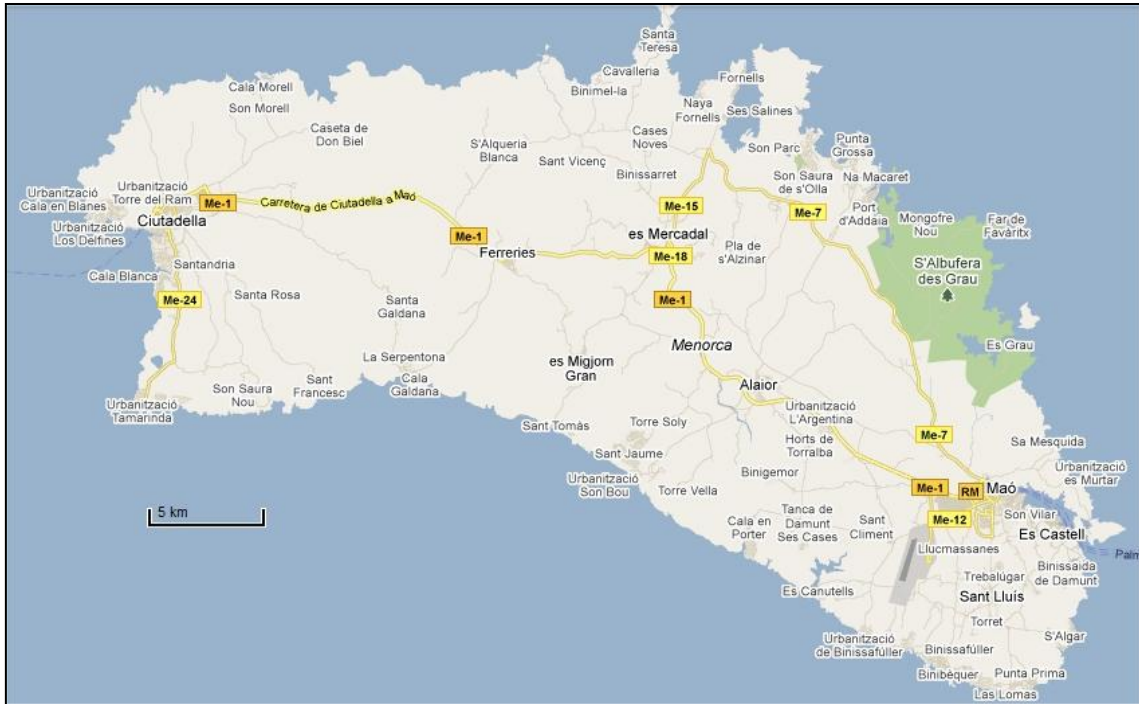 Santa
Teresa
Cavalleria
Fornells
Binimel-la
Cala Morell
Son Morell
Naya
Fornells
Ses Salines
Caseta de
Don Biel
Cases
Noves
S'Alqueria
Blanca
Sant Vicenç
Binissarret
Son Parc
Punta
Grossa
Son Saura
de s'Olla
Na Macaret
Urbanització
Cala en Blanes
Urbanització
Torre del Ram
Me-1
Carretera de Ciutadella a Maó
Me-15
Me-7
Port
d'Addaia
Mongofre
Nou
Far de
Favàritx
Ciutadella
Urbanització
Los Delfines
Me-1
es Mercadal
Ferreries
Me-18
Pla de
s'Alzinar
S'Albufera
des Grau
Santandria
Cala Blanca
Me-24
Santa Rosa
Santa
Galdana
Me-1
Menorca
Es Grau
La Serpentona
es Migjorn
Gran
Cala
Galdana
Son Saura
Nou
Sant
Francesc
Alaior
Urbanització
Tamarinda
Urbanització
L'Argentina
Sant Tomàs
Torre Soly
Me-7
Horts de
Torralba
Sa Mesquida
Sant Jaume
Urbanització
Son Bou
Binigemor
Urbanització
es Murtar
Torre Vella
Me-1
RM
Maó
5 km
Tanca de
Damunt
Ses Cases
Sant
Climent
Me-12
Son Vilar
Cala en
Porter
Es Castell
Llucmassanes
Palm
Binissaida
de Damunt
Trebalúgar
Es Canutells
Sant Lluís
Torret
S'Algar
Urbanització
de Binissafúller
Binissafúller
Binibèquer
Punta Prima
Las Lomas